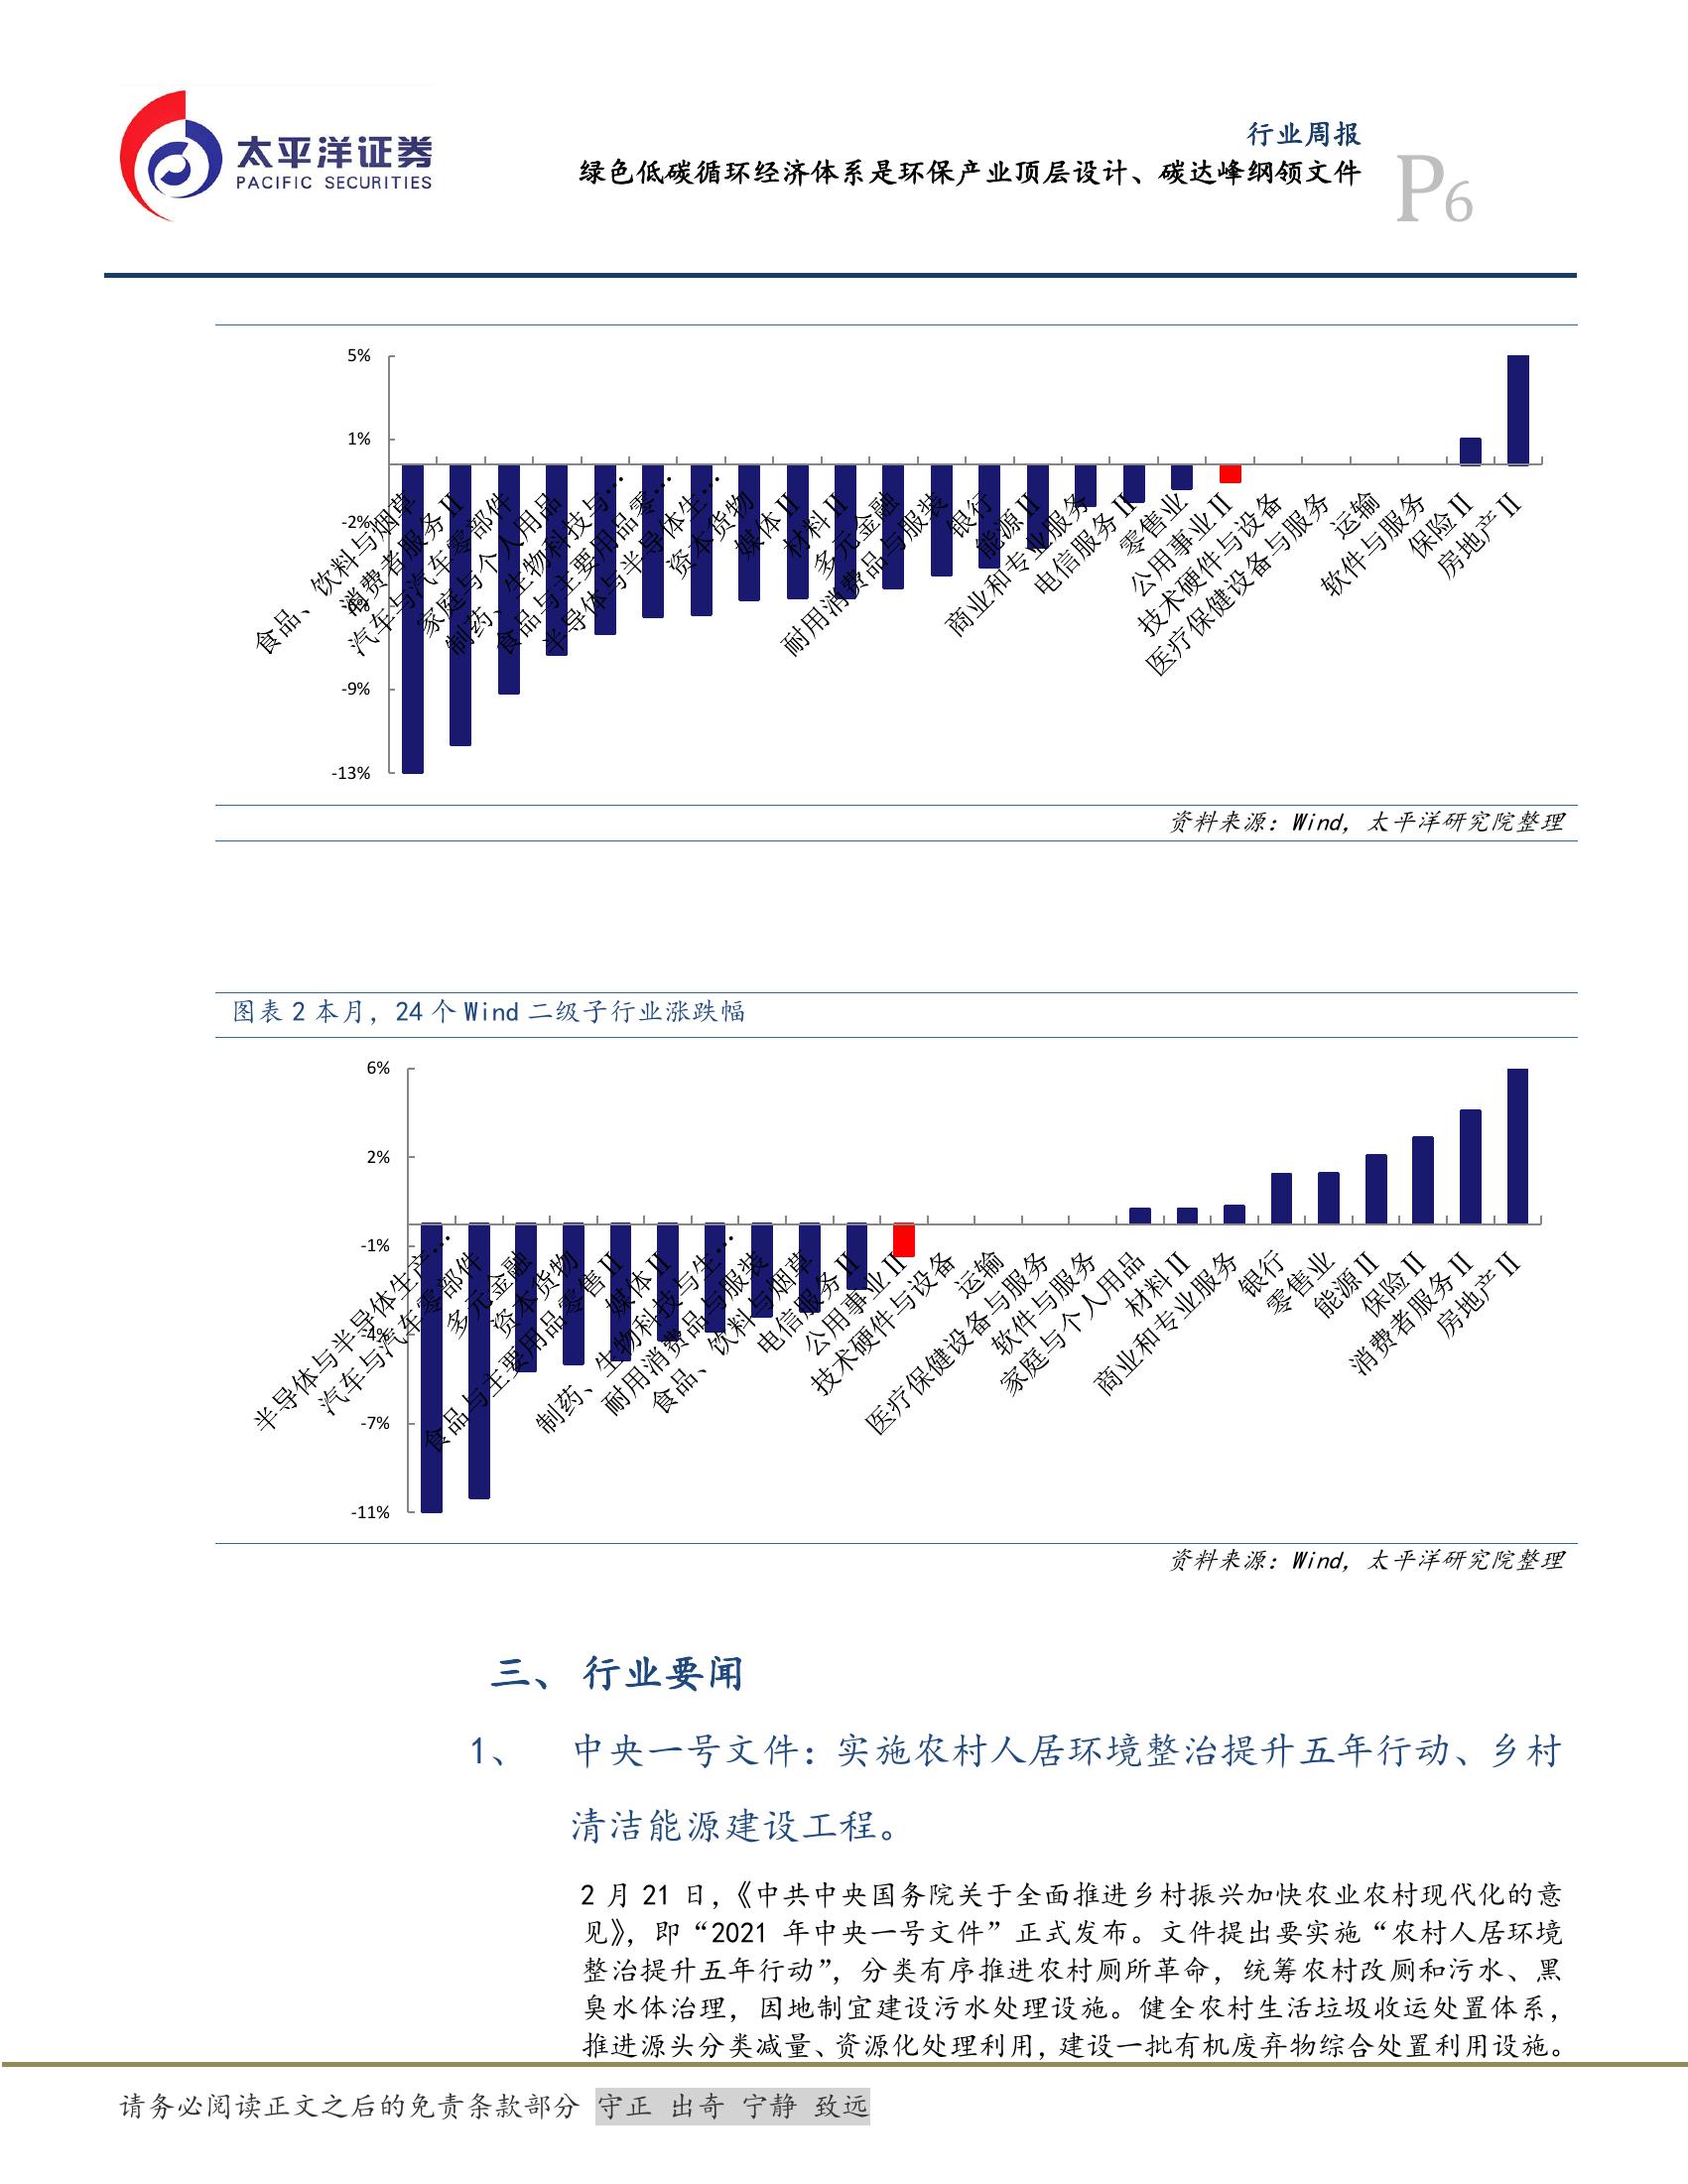 太平洋证券
PACIFIC SECURITIES
行业周报
绿色低碳循环经济体系是环保产业顶层设计、碳达峰纲领文件
P6
5%
1%
-2%
-6%
-9%
-13%
食品、饮料与烟草
消费者服务Ⅱ
汽车与汽车零部件
家庭与个人用品
制药、生物科技与…
食品与主要用品零…
半导体与半导体生…
资本货物
媒体Ⅱ
材料Ⅱ
多元金融
耐用消费品与服装
银行
能源Ⅱ
商业和专业服务
电信服务Ⅱ
零售业
公用事业Ⅱ
技术硬件与设备
医疗保健设备与服务
运输
软件与服务
保险Ⅱ
房地产Ⅱ
资料来源：Wind，太平洋研究院整理
图表 2 本月，24 个 Wind 二级子行业涨跌幅
6%
2%
-1%
-4%
-7%
-11%
半导体与半导体生产…
汽车与汽车零部件
多元金融
资本货物
食品与主要用品零售Ⅱ
媒体Ⅱ
制药、生物科技与生…
耐用消费品与服装
食品、饮料与烟草
电信服务Ⅱ
公用事业Ⅱ
技术硬件与设备
运输
医疗保健设备与服务
软件与服务
家庭与个人用品
材料Ⅱ
商业和专业服务
银行
零售业
能源Ⅱ
保险Ⅱ
消费者服务Ⅱ
房地产Ⅱ
资料来源：Wind，太平洋研究院整理
三、 行业要闻
1、 中央一号文件：实施农村人居环境整治提升五年行动、乡村
清洁能源建设工程。
2 月 21 日，《中共中央国务院关于全面推进乡村振兴加快农业农村现代化的意
见》，即“2021 年中央一号文件”正式发布。文件提出要实施“农村人居环境
整治提升五年行动”，分类有序推进农村厕所革命，统筹农村改厕和污水、黑
臭水体治理，因地制宜建设污水处理设施。健全农村生活垃圾收运处置体系，
推进源头分类减量、资源化处理利用，建设一批有机废弃物综合处置利用设施。
请务必阅读正文之后的免责条款部分 守正 出奇 宁静 致远